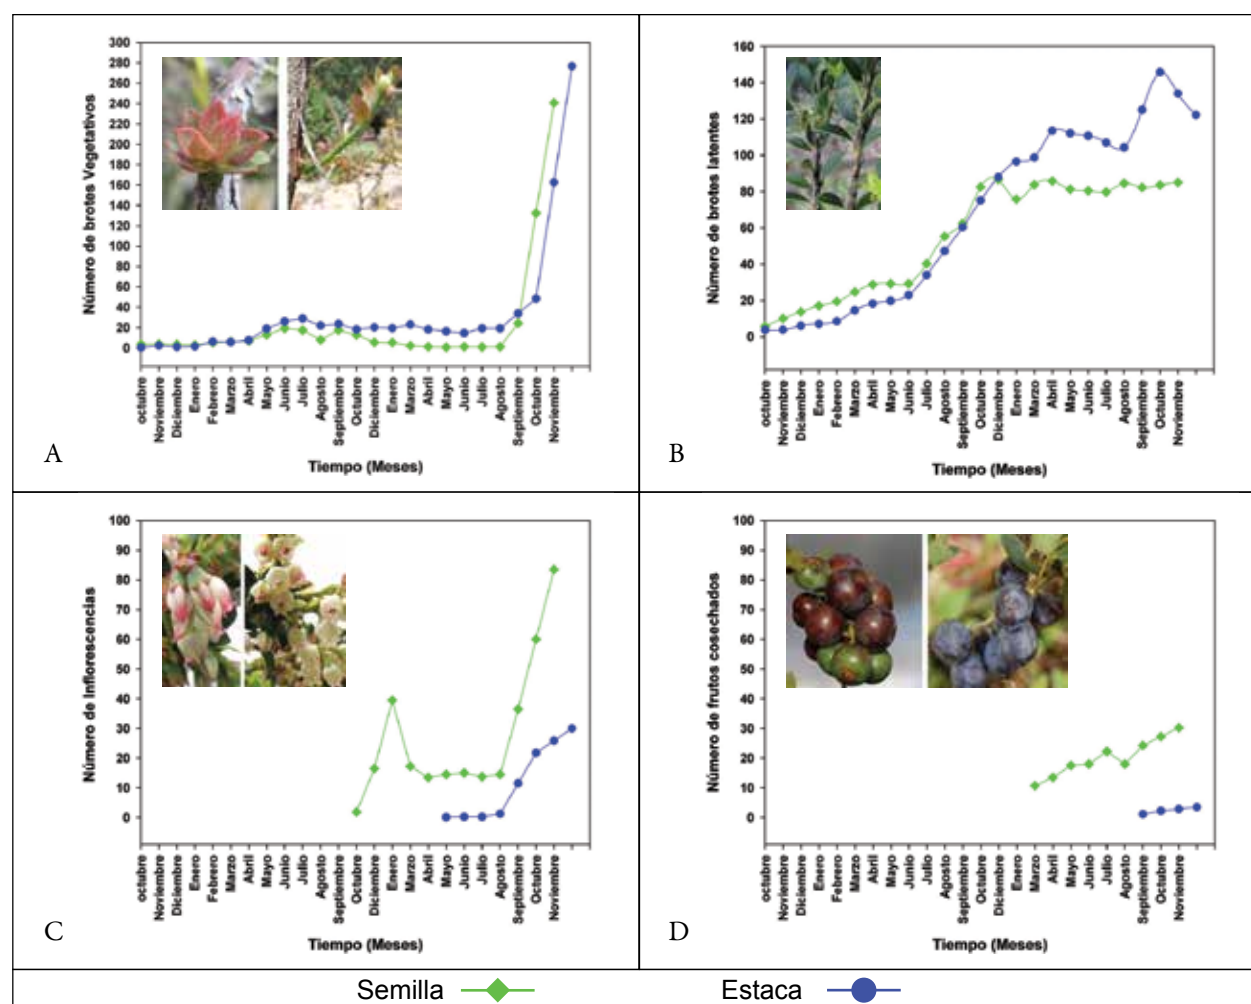 300
280
260
240
220
200
180
160
140
120
100
80
60
40
20
0
Número de brotes Vegetativos
octubre
Noviembre
Diciembre
Enero
Febrero
Marzo
Abril
Mayo
Junio
Julio
Agosto
Septiembre
Octubre
Diciembre
Enero
Marzo
Abril
Mayo
Junio
Julio
Agosto
Septiembre
Octubre
Noviembre
Tiempo (Meses)
A
160
140
120
100
80
60
40
20
0
Número de brotes latentes
octubre
Noviembre
Diciembre
Enero
Febrero
Marzo
Abril
Mayo
Junio
Julio
Agosto
Septiembre
Octubre
Diciembre
Enero
Marzo
Abril
Mayo
Junio
Julio
Agosto
Septiembre
Octubre
Noviembre
Tiempo (Meses)
B
100
90
80
70
60
50
40
30
20
10
0
Número de Inflorescencias
octubre
Noviembre
Diciembre
Enero
Febrero
Marzo
Abril
Mayo
Junio
Julio
Agosto
Septiembre
Octubre
Diciembre
Enero
Marzo
Abril
Mayo
Junio
Julio
Agosto
Septiembre
Octubre
Noviembre
Tiempo (Meses)
C
100
90
80
70
60
50
40
30
20
10
0
Número de frutos cosechados
octubre
Noviembre
Diciembre
Enero
Febrero
Marzo
Abril
Mayo
Junio
Julio
Agosto
Septiembre
Octubre
Diciembre
Enero
Marzo
Abril
Mayo
Junio
Julio
Agosto
Septiembre
Octubre
Noviembre
Tiempo (Meses)
D
Semilla
Estaca